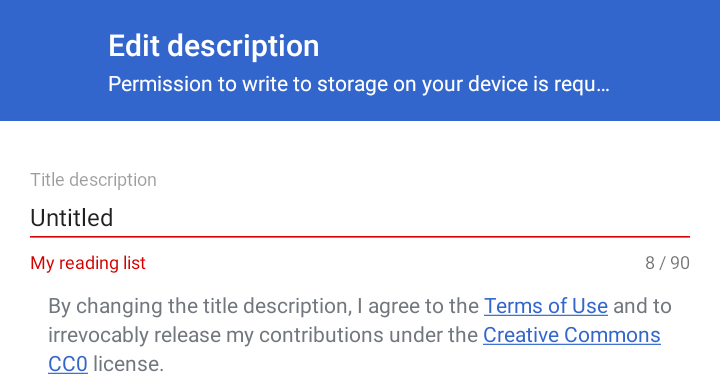 Edit description
Permission to write to storage on your device is requ...
Title description
Untitled
My reading list
8 / 90
By changing the title description, I agree to the Terms of Use and to
irrevocably release my contributions under the Creative Commons
CC0 license.